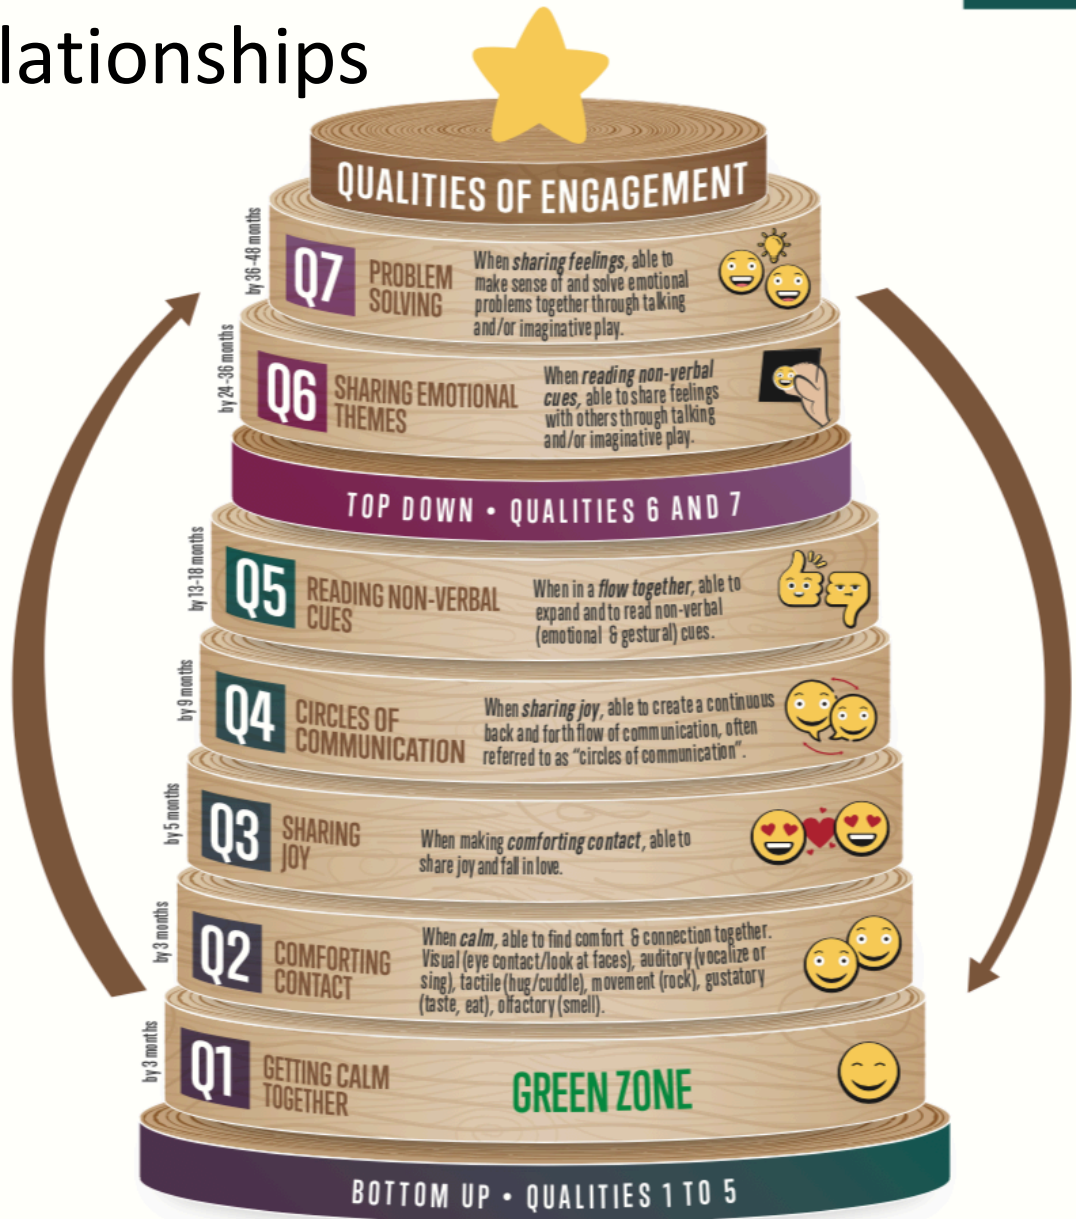 lationships
QUALITIES OF ENGAGEMENT
by 36-48 months
Q7
PROBLEM
SOLVING
When sharing feelings, able to
make sense of and solve emotional
problems together through talking
and/or imaginative play.
by 24-36 months
Q6
SHARING EMOTIONAL
THEMES
When reading non-verbal
cues, able to share feelings
with others through talking
and/or imaginative play.
TOP DOWN • QUALITIES 6 AND 7
by 13-18 months
Q5
READING NON-VERBAL
CUES
When in a flow together, able to
expand and to read non-verbal
(emotional & gestural) cues.
by 9 months
Q4
CIRCLES OF
COMMUNICATION
When sharing joy, able to create a continuous
back and forth flow of communication, often
referred to as “circles of communication”.
by 5 months
Q3
SHARING
JOY
When making comforting contact, able to
share joy and fall in love.
by 3 months
Q2
COMFORTING
CONTACT
When calm, able to find comfort & connection together.
Visual (eye contact/look at faces), auditory (vocalize or
sing), tactile (hug/cuddle), movement (rock), gustatory
(taste, eat), olfactory (smell).
by 3 months
Q1
GETTING CALM
TOGETHER
GREEN ZONE
BOTTOM UP • QUALITIES 1 TO 5